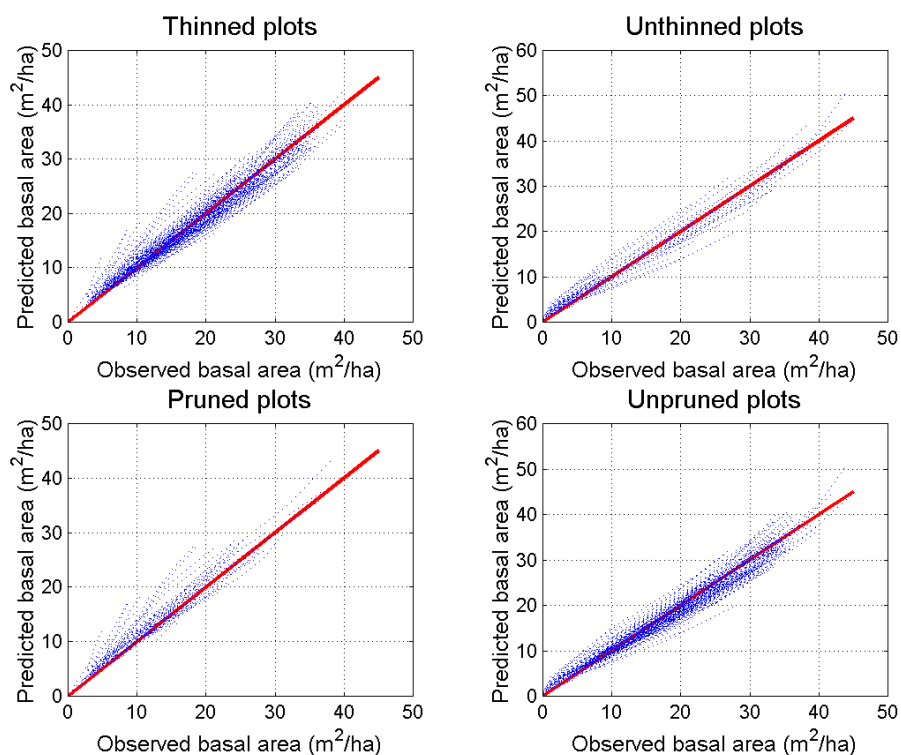 Thinned plots
Predicted basal area (m²/ha)
50
40
30
20
10
0
0 10 20 30 40 50
Observed basal area (m²/ha)
Unthinned plots
Predicted basal area (m²/ha)
60
50
40
30
20
10
0
0 10 20 30 40 50
Observed basal area (m²/ha)
Pruned plots
Predicted basal area (m²/ha)
50
40
30
20
10
0
0 10 20 30 40 50
Observed basal area (m²/ha)
Unpruned plots
Predicted basal area (m²/ha)
60
50
40
30
20
10
0
0 10 20 30 40 50
Observed basal area (m²/ha)